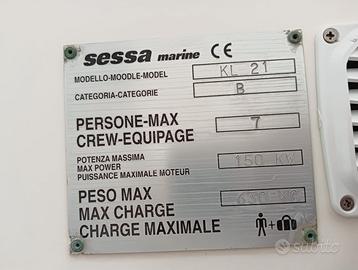 sessa marine CE
MODELLO-MOODLE-MODEL KL 21
CATEGORIA-CATEGORIE B
PERSONE-MAX
CREW-EQUIPAGE 7
POTENZA MASSIMA
MAX POWER 150 KW
PUISSANCE MAXIMALE MOTEUR
PESO MAX
MAX CHARGE
CHARGE MAXIMALE
+
subito